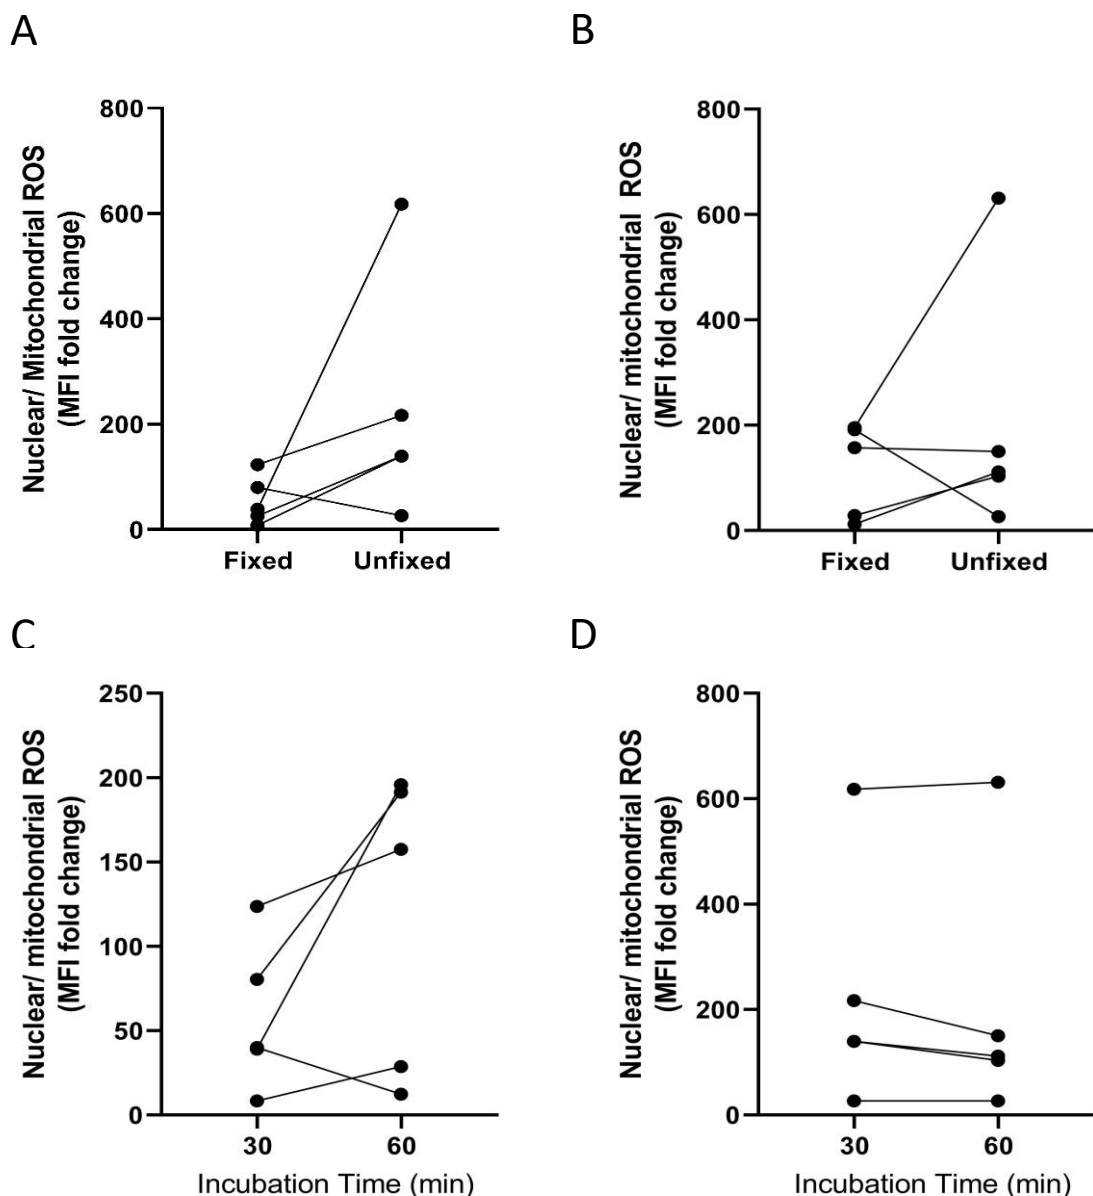 A
Nuclear/ Mitochondrial ROS
(MFI fold change)
800
600
400
200
0
Fixed Unfixed
B
Nuclear/ mitochondrial ROS
(MFI fold change)
800
600
400
200
0
Fixed Unfixed
C
Nuclear/ mitochondrial ROS
(MFI fold change)
250
200
150
100
50
0
30 60
Incubation Time (min)
D
Nuclear/ mitochondrial ROS
(MFI fold change)
800
600
400
200
0
30 60
Incubation Time (min)